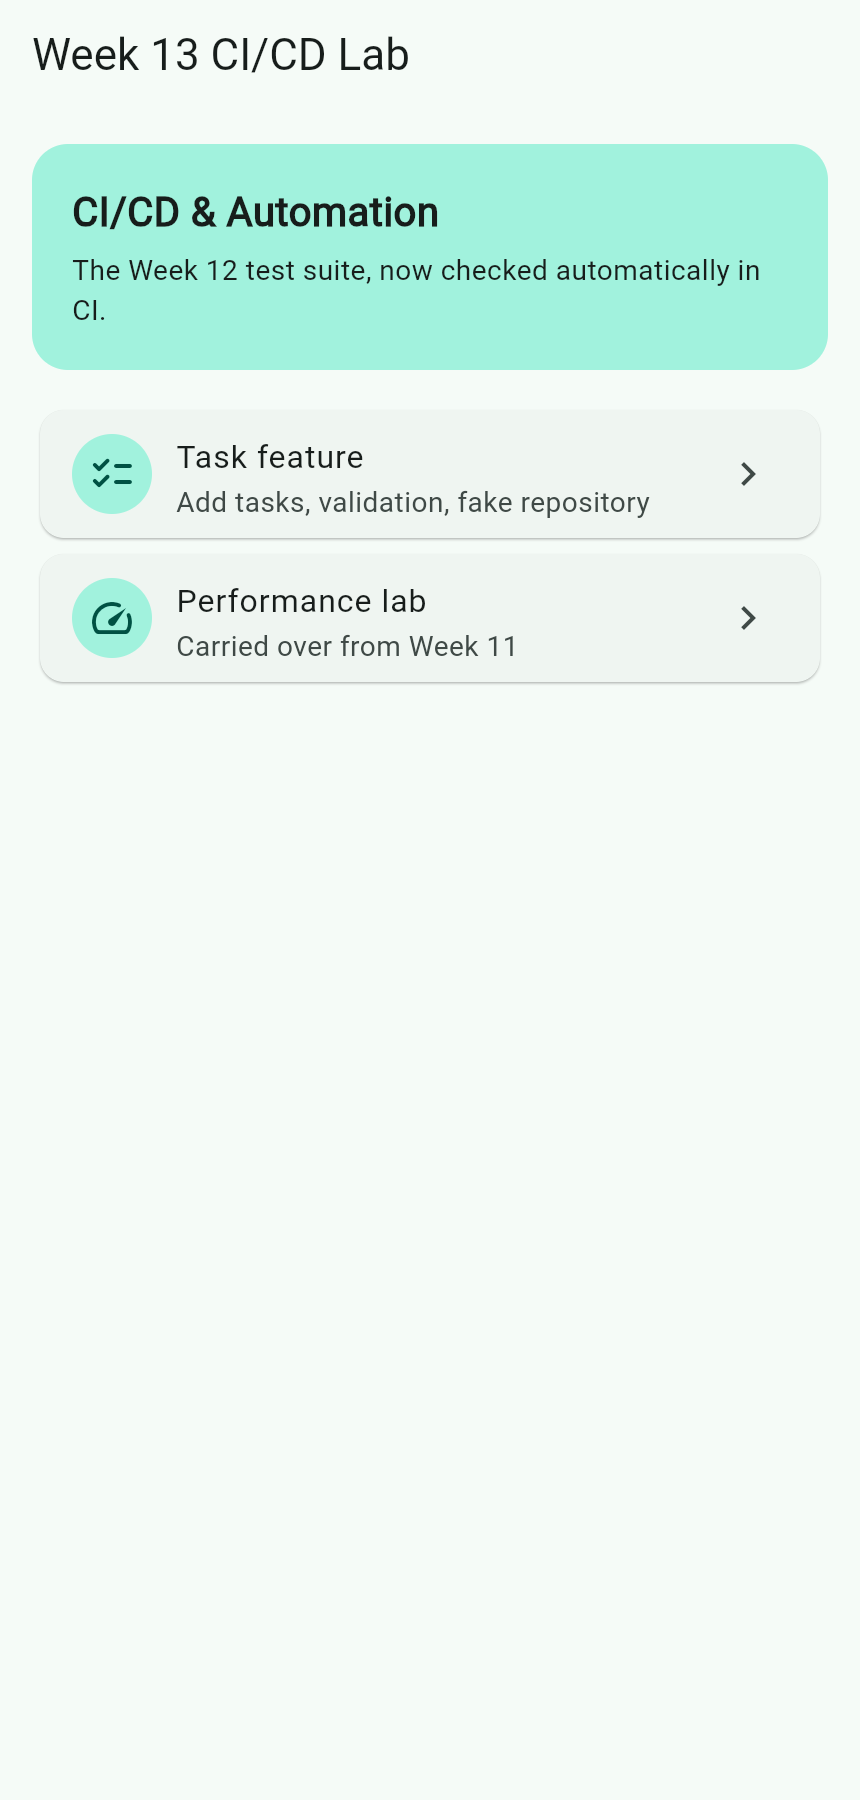 Week 13 CI/CD Lab
CI/CD & Automation
The Week 12 test suite, now checked automatically in
CI.
Task feature
Add tasks, validation, fake repository
Performance lab
Carried over from Week 11